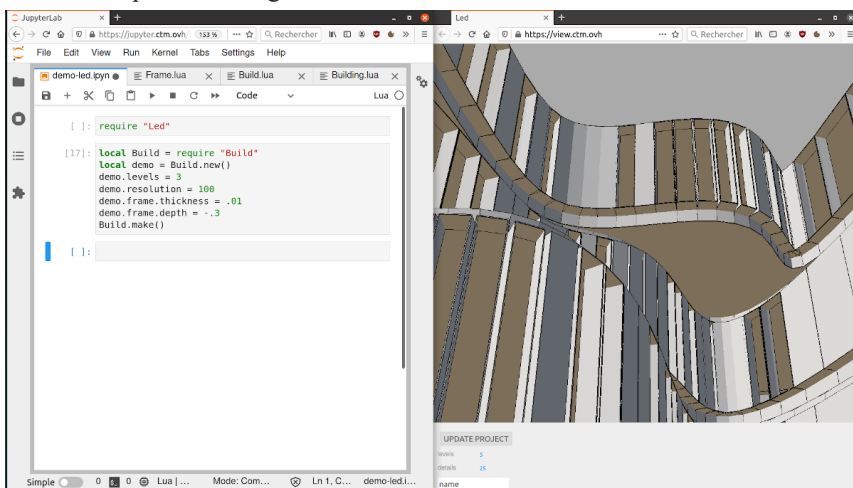 JupyterLab
https://jupyter.ctm.ovh/ 153 % Rechercher
File Edit View Run Kernel Tabs Settings Help
demo-led.ipyn Frame.lua Build.lua Building.lua
Code Lua
[ ]: require "Led"
[17]: local Build = require "Build"
local demo = Build.new()
demo.levels = 3
demo.resolution = 100
demo.frame.thickness = .01
demo.frame.depth = -.3
Build.make()
[ ]:
Simple 0 0 Lua | ... Mode: Com... Ln 1, C... demo-led.i...
Led
https://view.ctm.ovh Rechercher
UPDATE PROJECT
levels 5
details 25
name